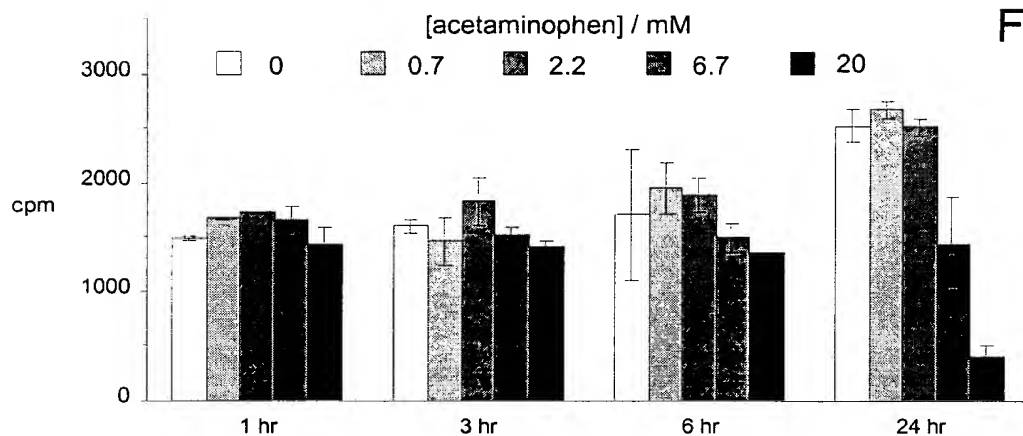 [acetaminophen] / mM
F
0 0.7 2.2 6.7 20
3000
2000
cpm
1000
0
1 hr 3 hr 6 hr 24 hr